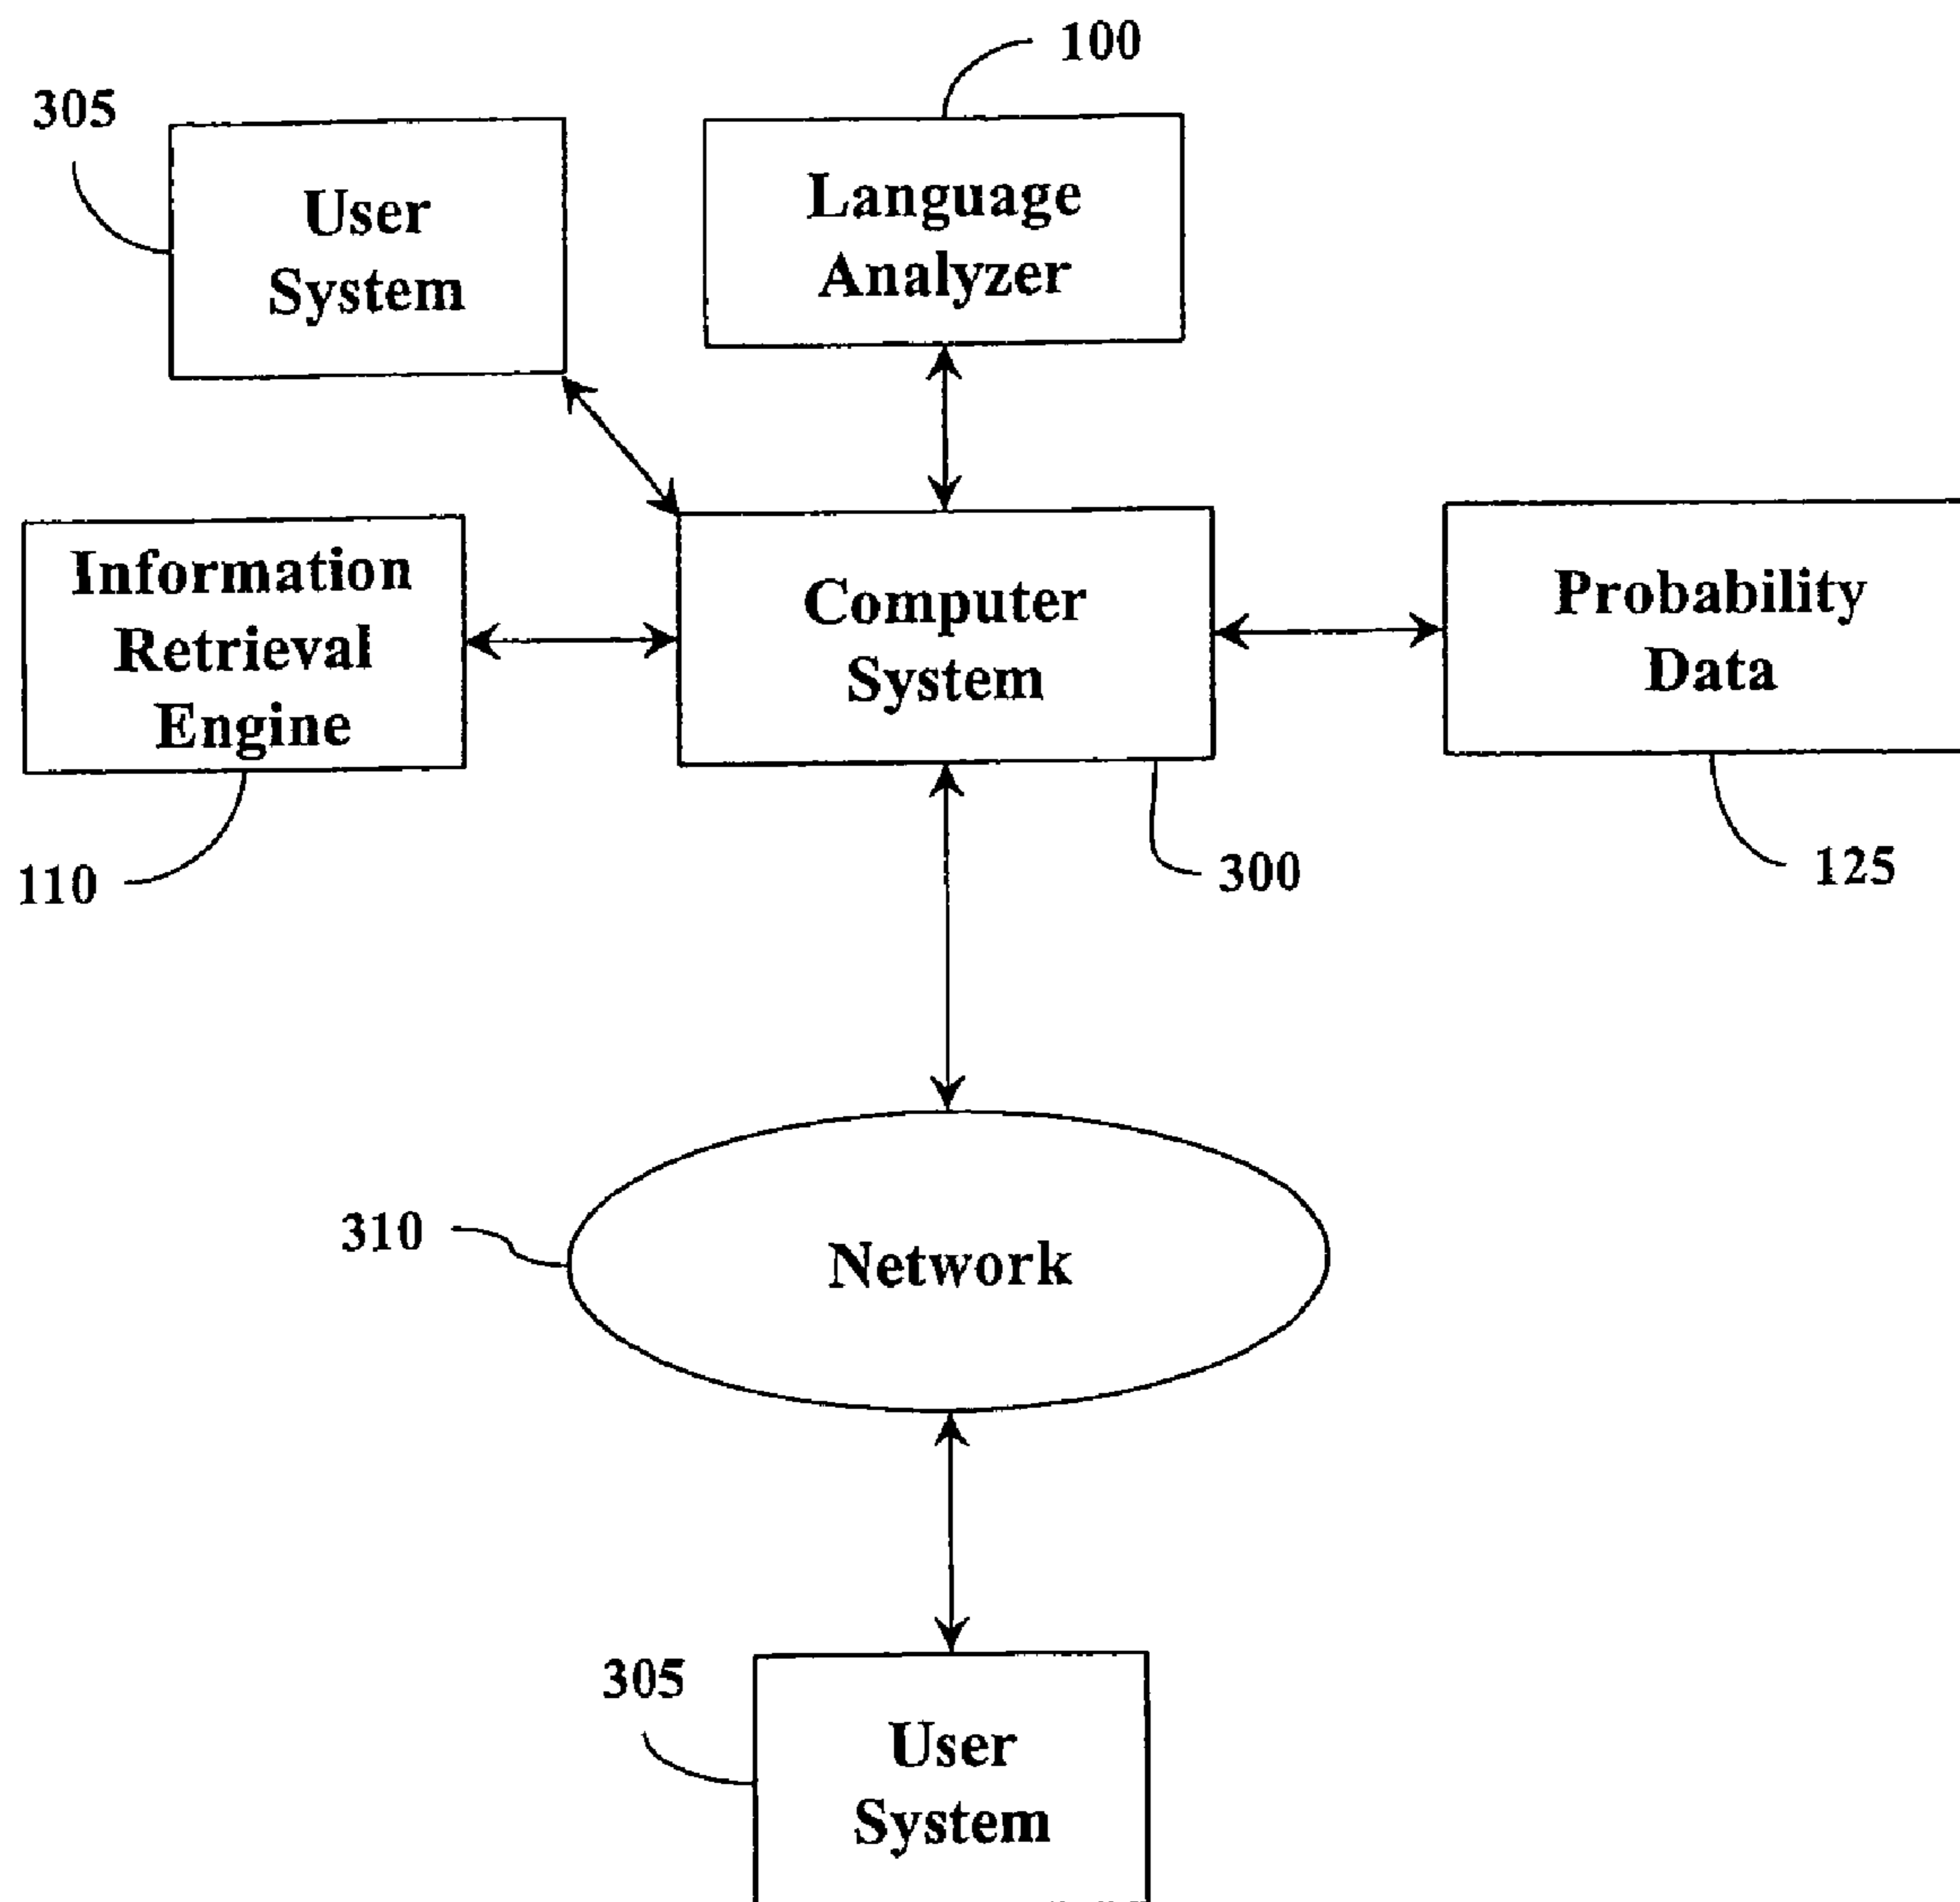 100
305
User
System
Language
Analyzer
Information
Retrieval
Engine
Computer
System
Probability
Data
110
300
125
310
Network
305
User
System